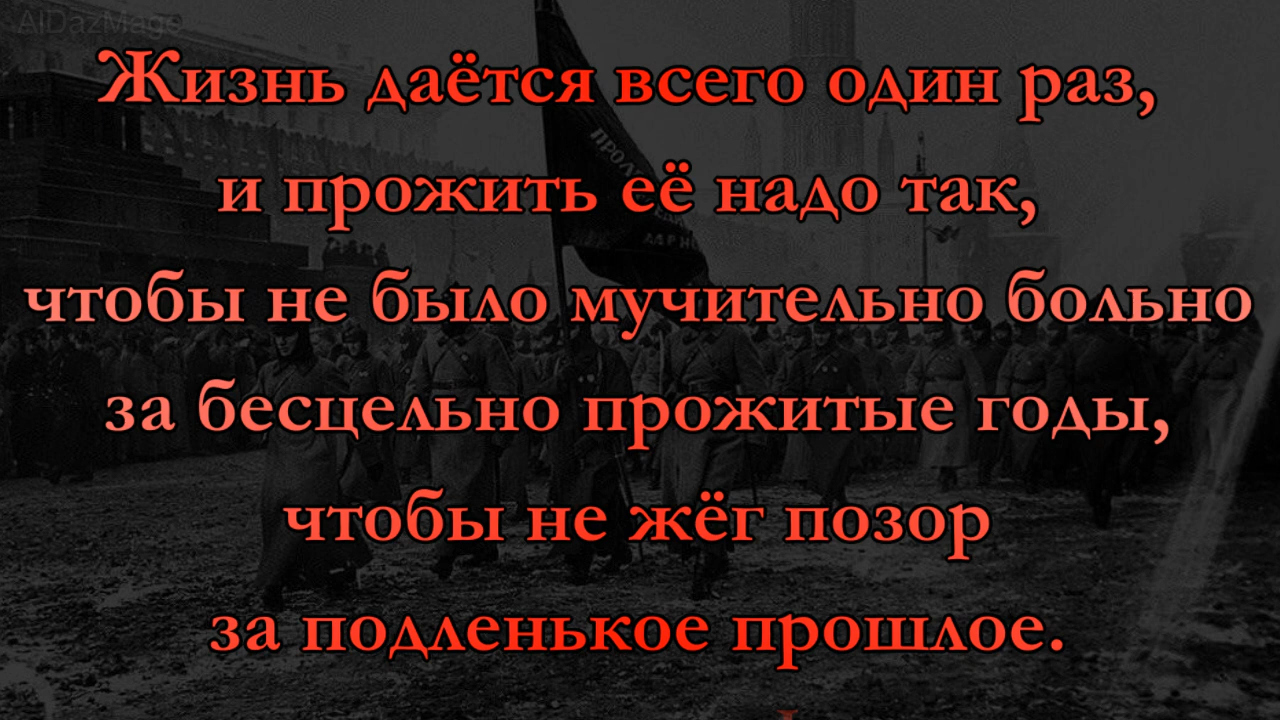 AIDazMage
Жизнь даётся всего один раз,
и прожить её надо так,
чтобы не было мучительно больно
за бесцельно прожитые годы,
чтобы не жёг позор
за подленькое прошлое.